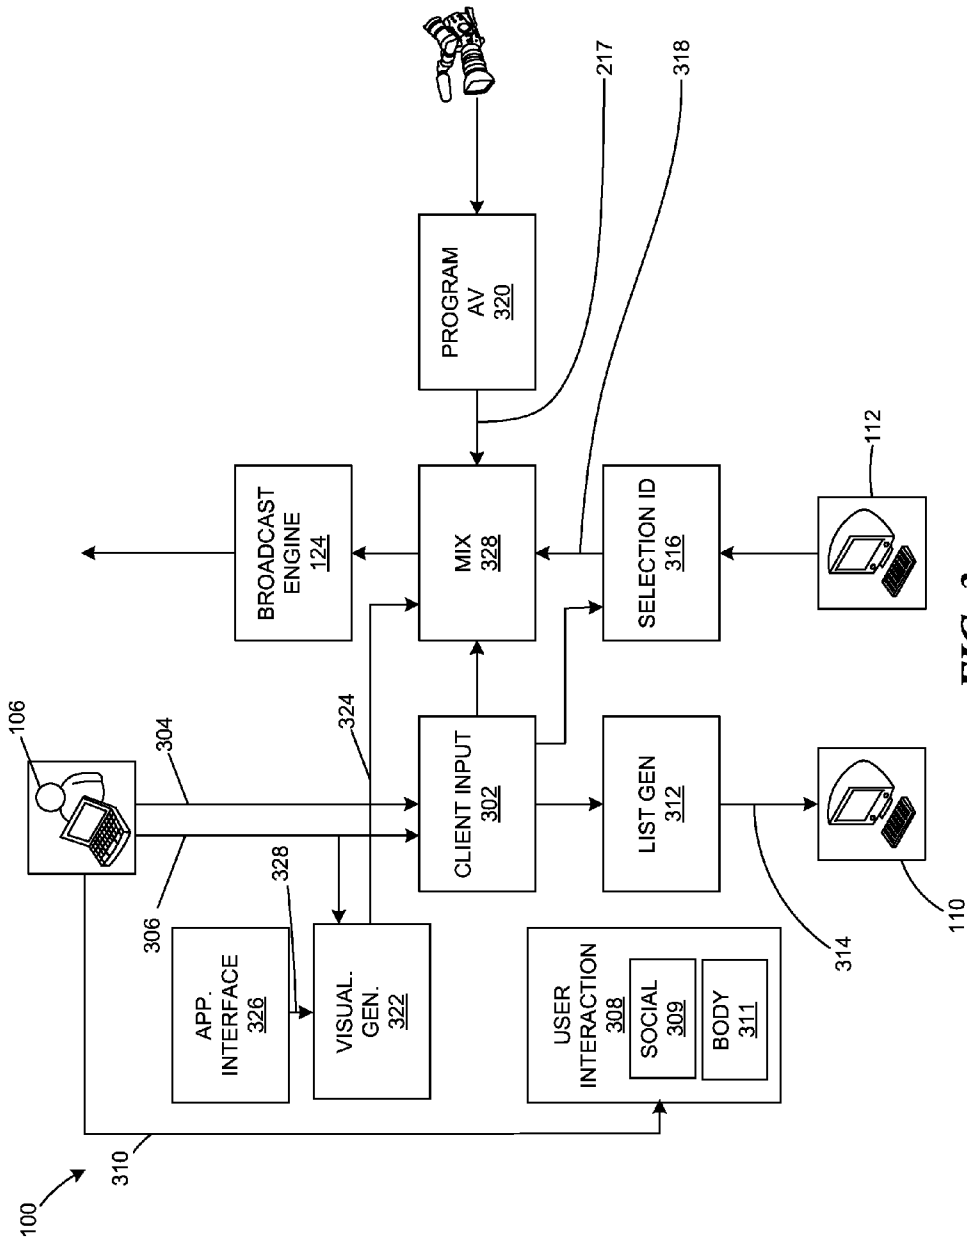 100
106
310
306
304
APP.
INTERFACE
326
328
BROADCAST
ENGINE
124
VISUAL.
GEN.
322
324
CLIENT INPUT
302
MIX
328
PROGRAM
AV
320
USER
INTERACTION
308
SOCIAL
309
BODY
311
LIST GEN
312
SELECTION ID
316
217
318
314
110
112
FIG.